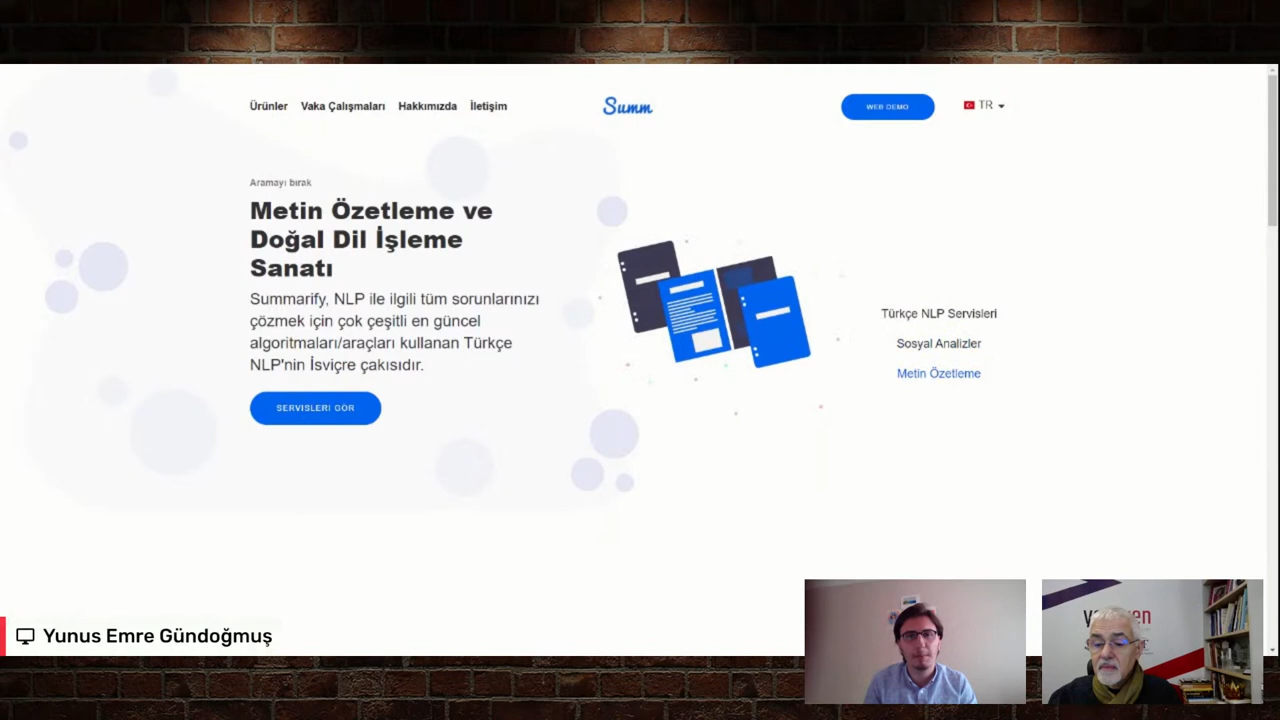 Ürünler Vaka Çalışmaları Hakkımızda İletişim
Summ
WEB DEMO
TR
Aramayı bırak
Metin Özetleme ve
Doğal Dil İşleme
Sanatı
Summarify, NLP ile ilgili tüm sorunlarınızı
çözmek için çok çeşitli en güncel
algoritmaları/araçları kullanan Türkçe
NLP'nin İsviçre çakısıdır.
SERVISLERI GÖR
Türkçe NLP Servisleri
Sosyal Analizler
Metin Özetleme
Yunus Emre Gündoğmuş